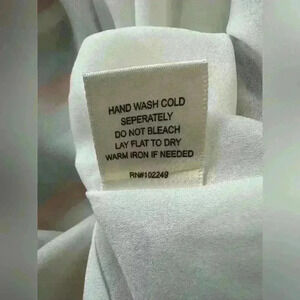 HAND WASH COLD
SEPERATELY
DO NOT BLEACH
LAY FLAT TO DRY
WARM IRON IF NEEDED
RN#102249